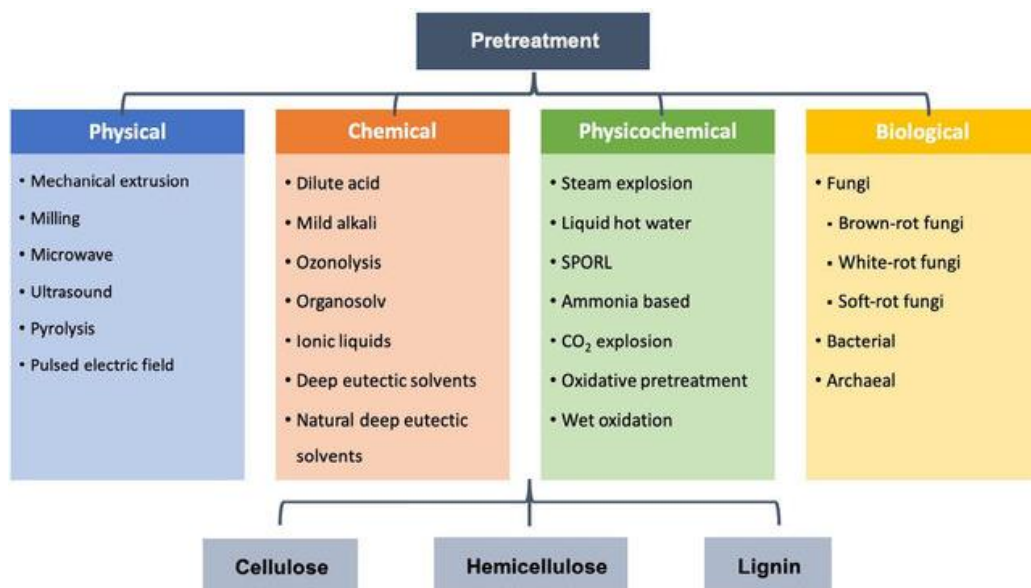 Pretreatment
Physical
• Mechanical extrusion
• Milling
• Microwave
• Ultrasound
• Pyrolysis
• Pulsed electric field
Chemical
• Dilute acid
• Mild alkali
• Ozonolysis
• Organosolv
• Ionic liquids
• Deep eutectic solvents
• Natural deep eutectic
solvents
Physicochemical
• Steam explosion
• Liquid hot water
• SPORL
• Ammonia based
• CO₂ explosion
• Oxidative pretreatment
• Wet oxidation
Biological
• Fungi
• Brown-rot fungi
• White-rot fungi
• Soft-rot fungi
• Bacterial
• Archaeal
Cellulose
Hemicellulose
Lignin